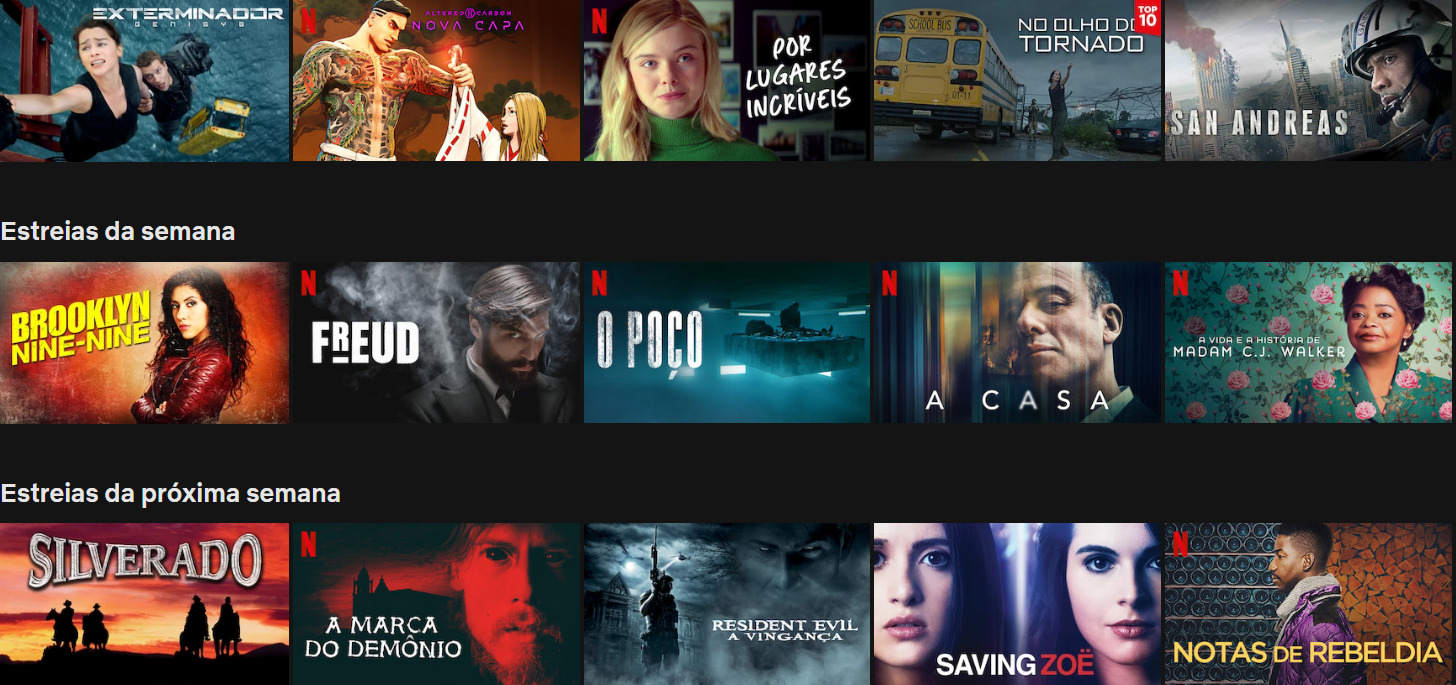 EXTERMINADOR
GENISYS
N
ALTERED CARBON
NOVA CAPA
N
POR
LUGARES
INCRÍVEIS
SCHOOL BUS
01-11
NO OLHO DO
TORNADO
TOP
10
SAN ANDREAS
Estreias da semana
BROOKLYN
NINE-NINE
N
FREUD
N
O POÇO
N
A CASA
N
A VIDA E A HISTÓRIA DE
MADAM C.J. WALKER
Estreias da próxima semana
SILVERADO
N
A MARCA
DO DEMÔNIO
RESIDENT EVIL
A VINGANÇA
SAVING ZOË
N
NOTAS DE REBELDIA